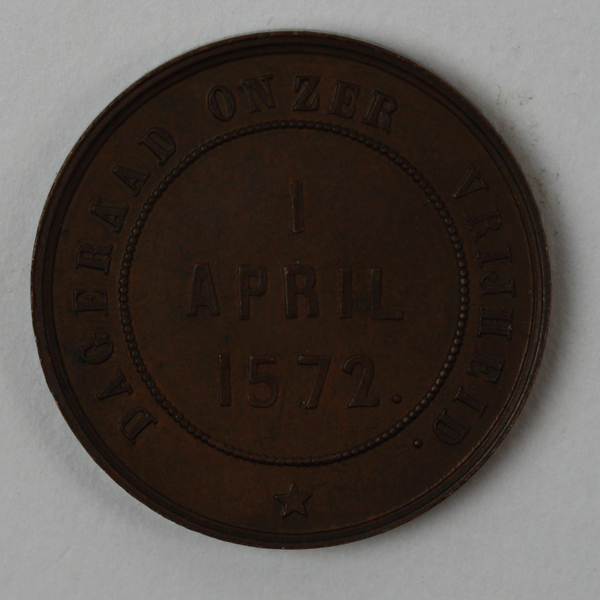 DAGERAAD ONZER VRIJHEID.
1
APRIL
1572.